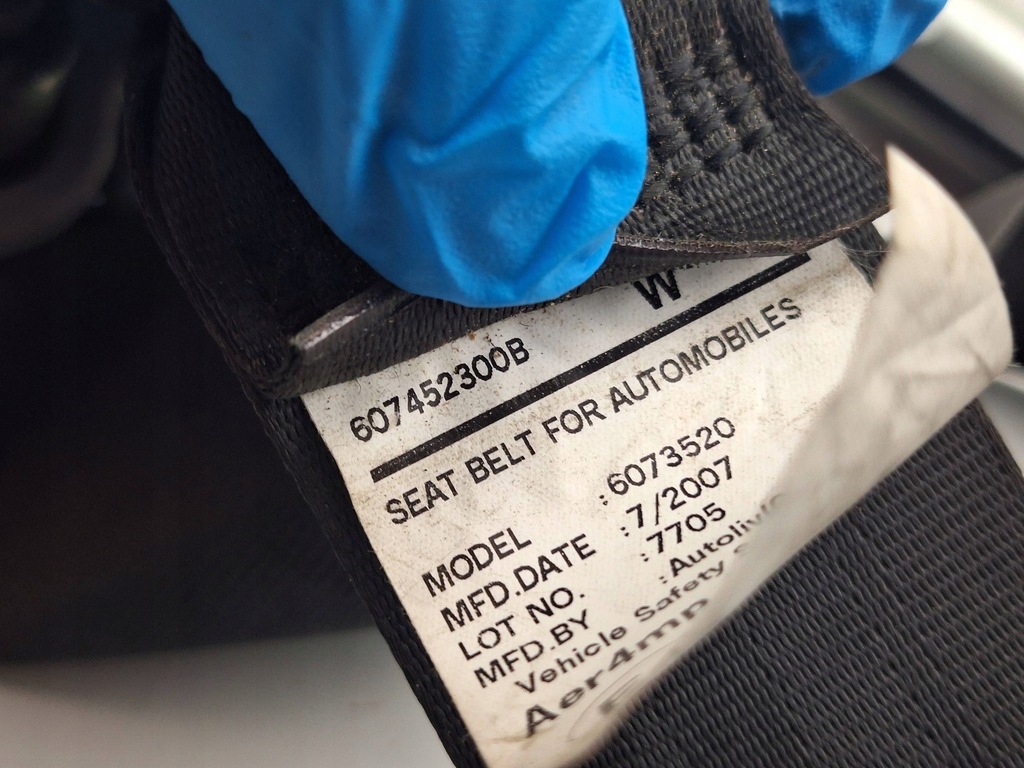 W
607452300B
SEAT BELT FOR AUTOMOBILES
MODEL :6073520
MFD.DATE :7/2007
LOT NO. :7705
MFD.BY :Autoliv
Vehicle Safety
Aer4mp